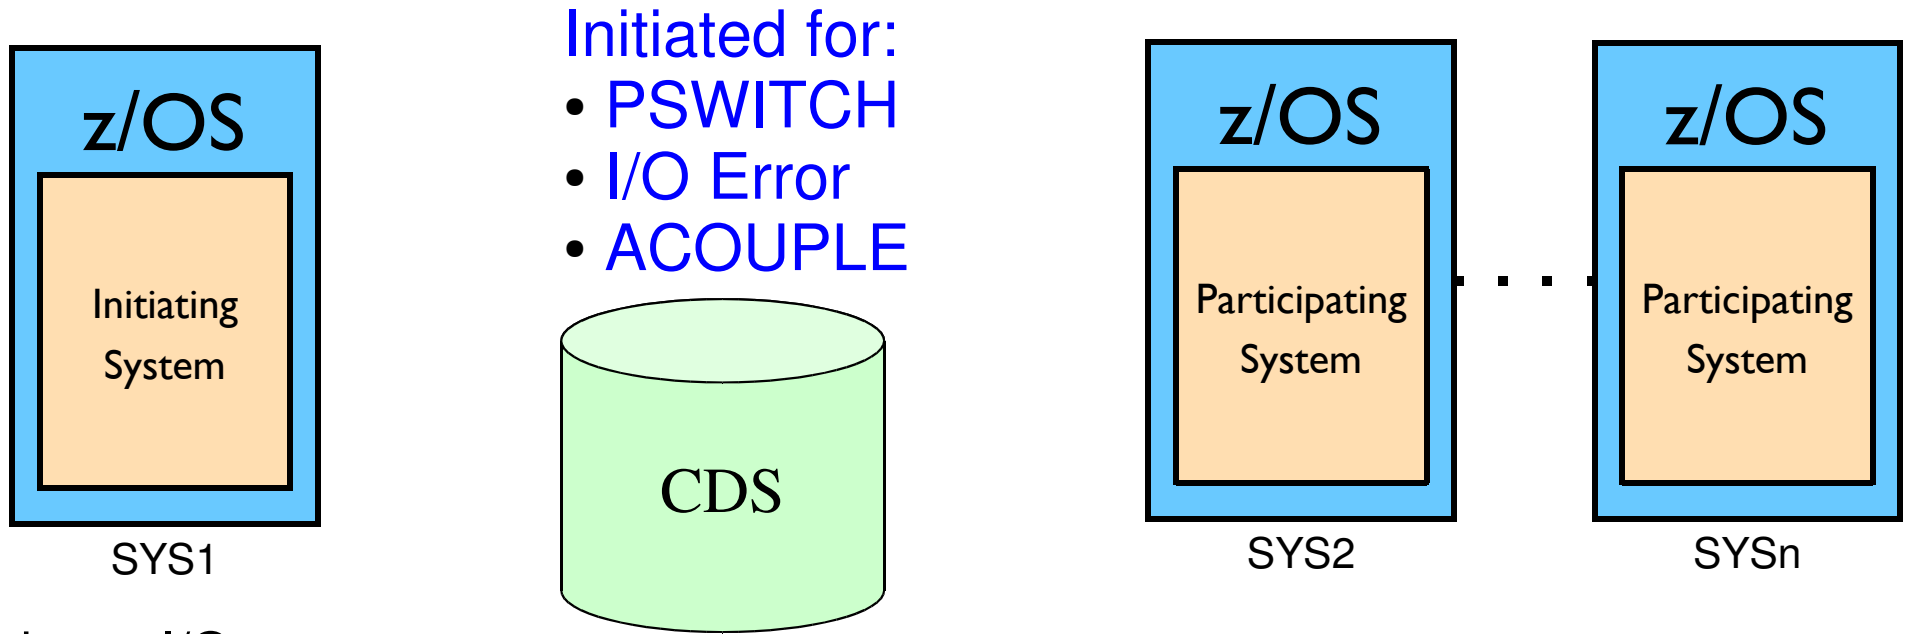 Initiated for:
• PSWITCH
• I/O Error
• ACOUPLE
z/OS
Initiating
System
SYS1
CDS
z/OS
Participating
System
SYS2
z/OS
Participating
System
SYSn